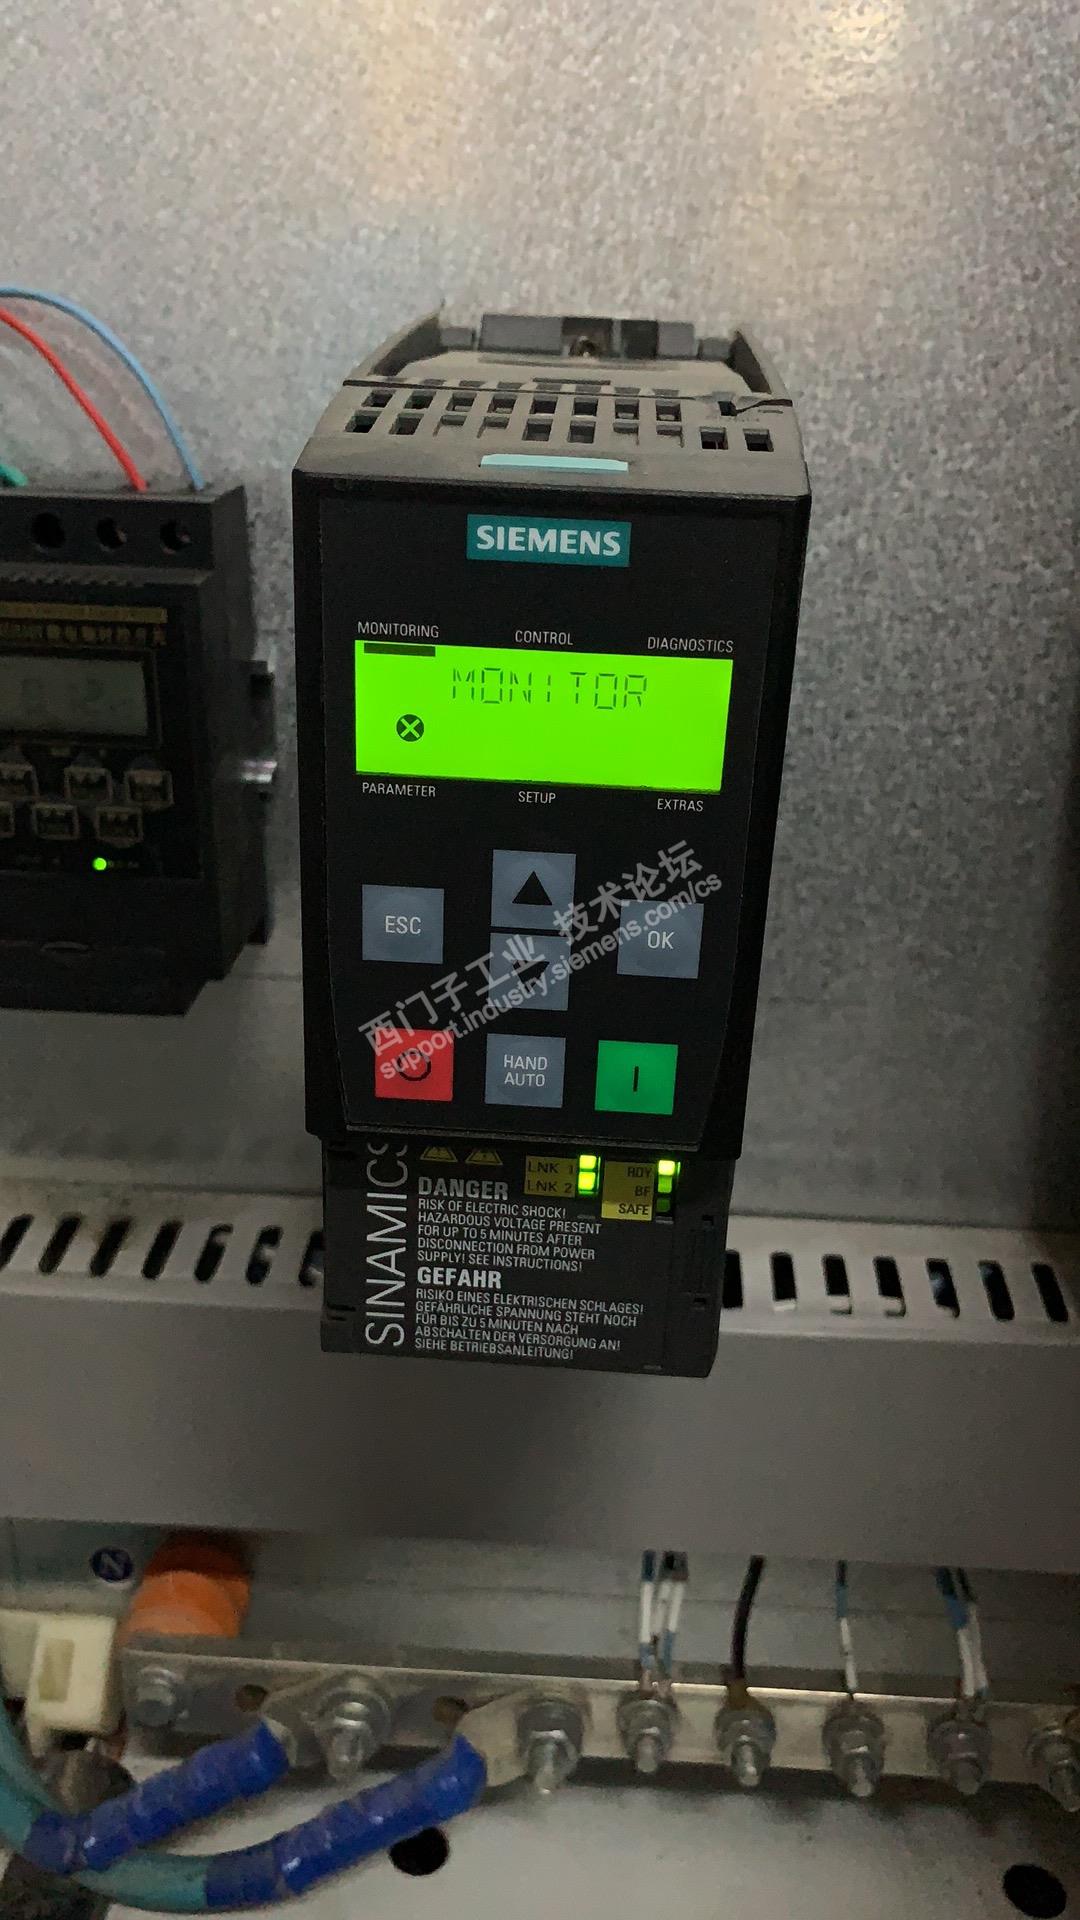 SIEMENS
MONITORING CONTROL DIAGNOSTICS
MONITOR
PARAMETER SETUP EXTRAS
ESC
OK
西门子工业 技术论坛
support.industry.siemens.com/cs
HAND
AUTO
I
SINAMICS
LNK 1
LNK 2
RDY
BF
SAFE
DANGER
RISK OF ELECTRIC SHOCK!
HAZARDOUS VOLTAGE PRESENT
FOR UP TO 5 MINUTES AFTER
DISCONNECTION FROM POWER
SUPPLY! SEE INSTRUCTIONS!
GEFAHR
RISIKO EINES ELEKTRISCHEN SCHLAGES!
GEFÄHRLICHE SPANNUNG STEHT NOCH
FÜR BIS ZU 5 MINUTEN NACH
ABSCHALTEN DER VERSORGUNG AN!
SIEHE BETRIEBSANLEITUNG!
N